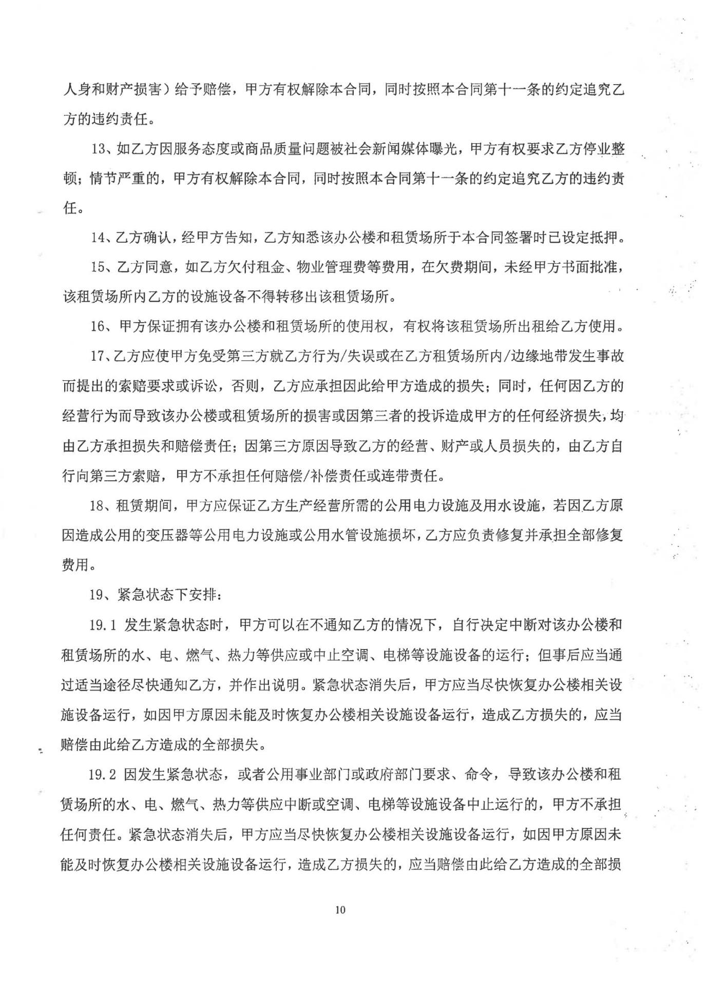 人身和财产损害）给予赔偿，甲方有权解除本合同，同时按照本合同第十一条的约定追究乙
方的违约责任。
13、如乙方因服务态度或商品质量问题被社会新闻媒体曝光，甲方有权要求乙方停业整
顿；情节严重的，甲方有权解除本合同，同时按照本合同第十一条的约定追究乙方的违约责
任。
14、乙方确认，经甲方告知，乙方知悉该办公楼和租赁场所于本合同签署时已设定抵押。
15、乙方同意，如乙方欠付租金、物业管理费等费用，在欠费期间，未经甲方书面批准，
该租赁场所内乙方的设施设备不得转移出该租赁场所。
16、甲方保证拥有该办公楼和租赁场所的使用权，有权将该租赁场所出租给乙方使用。
17、乙方应使甲方免受第三方就乙方行为/失误或在乙方租赁场所内/边缘地带发生事故
而提出的索赔要求或诉讼，否则，乙方应承担因此给甲方造成的损失；同时，任何因乙方的
经营行为而导致该办公楼或租赁场所的损害或因第三者的投诉造成甲方的任何经济损失，均
由乙方承担损失和赔偿责任；因第三方原因导致乙方的经营、财产或人员损失的，由乙方自
行向第三方索赔，甲方不承担任何赔偿/补偿责任或连带责任。
18、租赁期间，甲方应保证乙方生产经营所需的公用电力设施及用水设施，若因乙方原
因造成公用的变压器等公用电力设施或公用水管设施损坏，乙方应负责修复并承担全部修复
费用。
19、紧急状态下安排：
19.1 发生紧急状态时，甲方可以在不通知乙方的情况下，自行决定中断对该办公楼和
租赁场所的水、电、燃气、热力等供应或中止空调、电梯等设施设备的运行；但事后应当通
过适当途径尽快通知乙方，并作出说明。紧急状态消失后，甲方应当尽快恢复办公楼相关设
施设备运行，如因甲方原因未能及时恢复办公楼相关设施设备运行，造成乙方损失的，应当
赔偿由此给乙方造成的全部损失。
19.2 因发生紧急状态，或者公用事业部门或政府部门要求、命令，导致该办公楼和租
赁场所的水、电、燃气、热力等供应中断或空调、电梯等设施设备中止运行的，甲方不承担
任何责任。紧急状态消失后，甲方应当尽快恢复办公楼相关设施设备运行，如因甲方原因未
能及时恢复办公楼相关设施设备运行，造成乙方损失的，应当赔偿由此给乙方造成的全部损
10